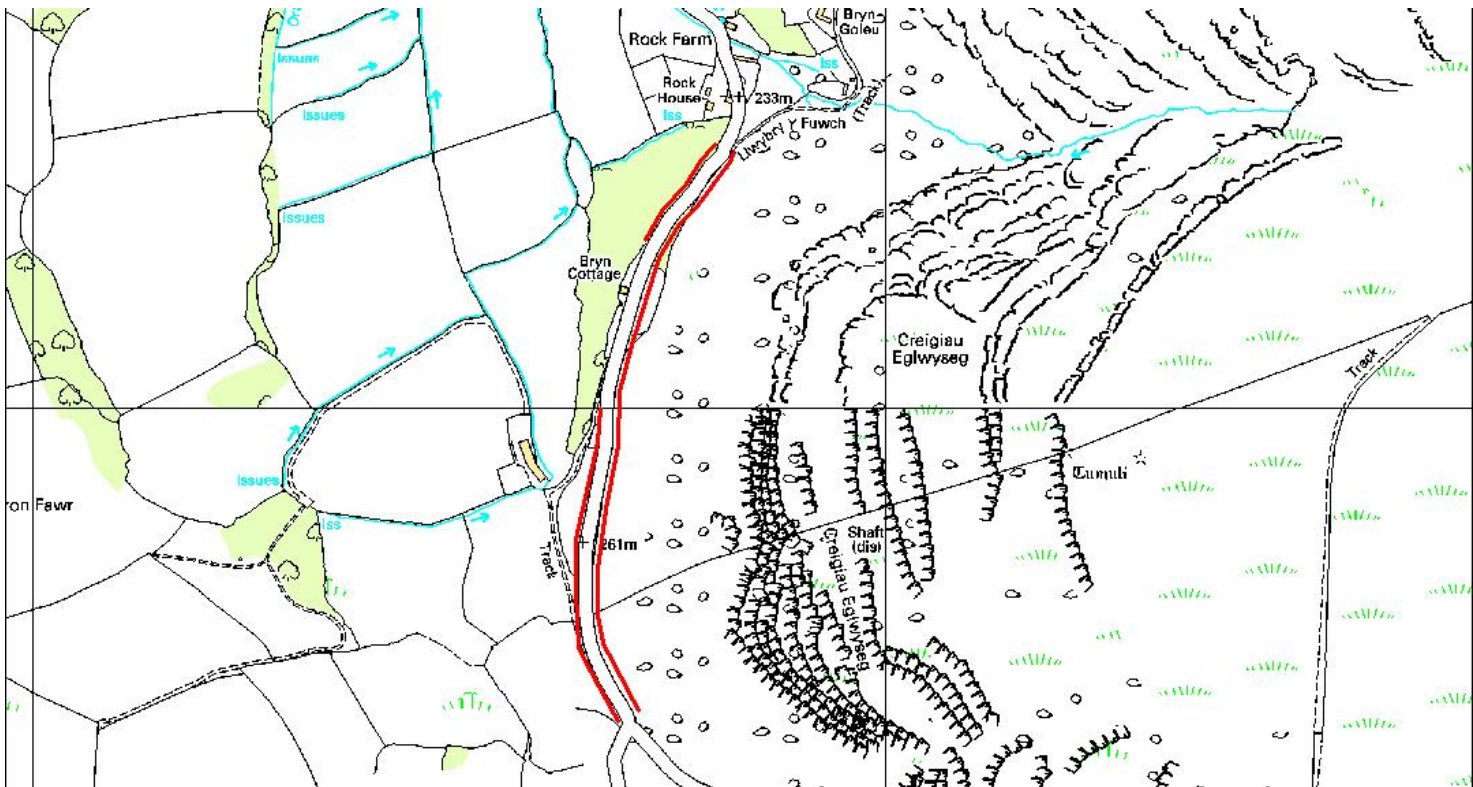 Bryn
Goleu
Rock Farm
Issues
Iss
Rock
House
233m
(Track)
Issues
Iss
Llwybr Y Fuwch
Issues
Bryn
Cottage
Creigiau
Eglwyseg
Track
Tumuli
Issues
ron Fawr
Iss
261m
Shaft
(dis)
Track
Creigiau Eglwyseg